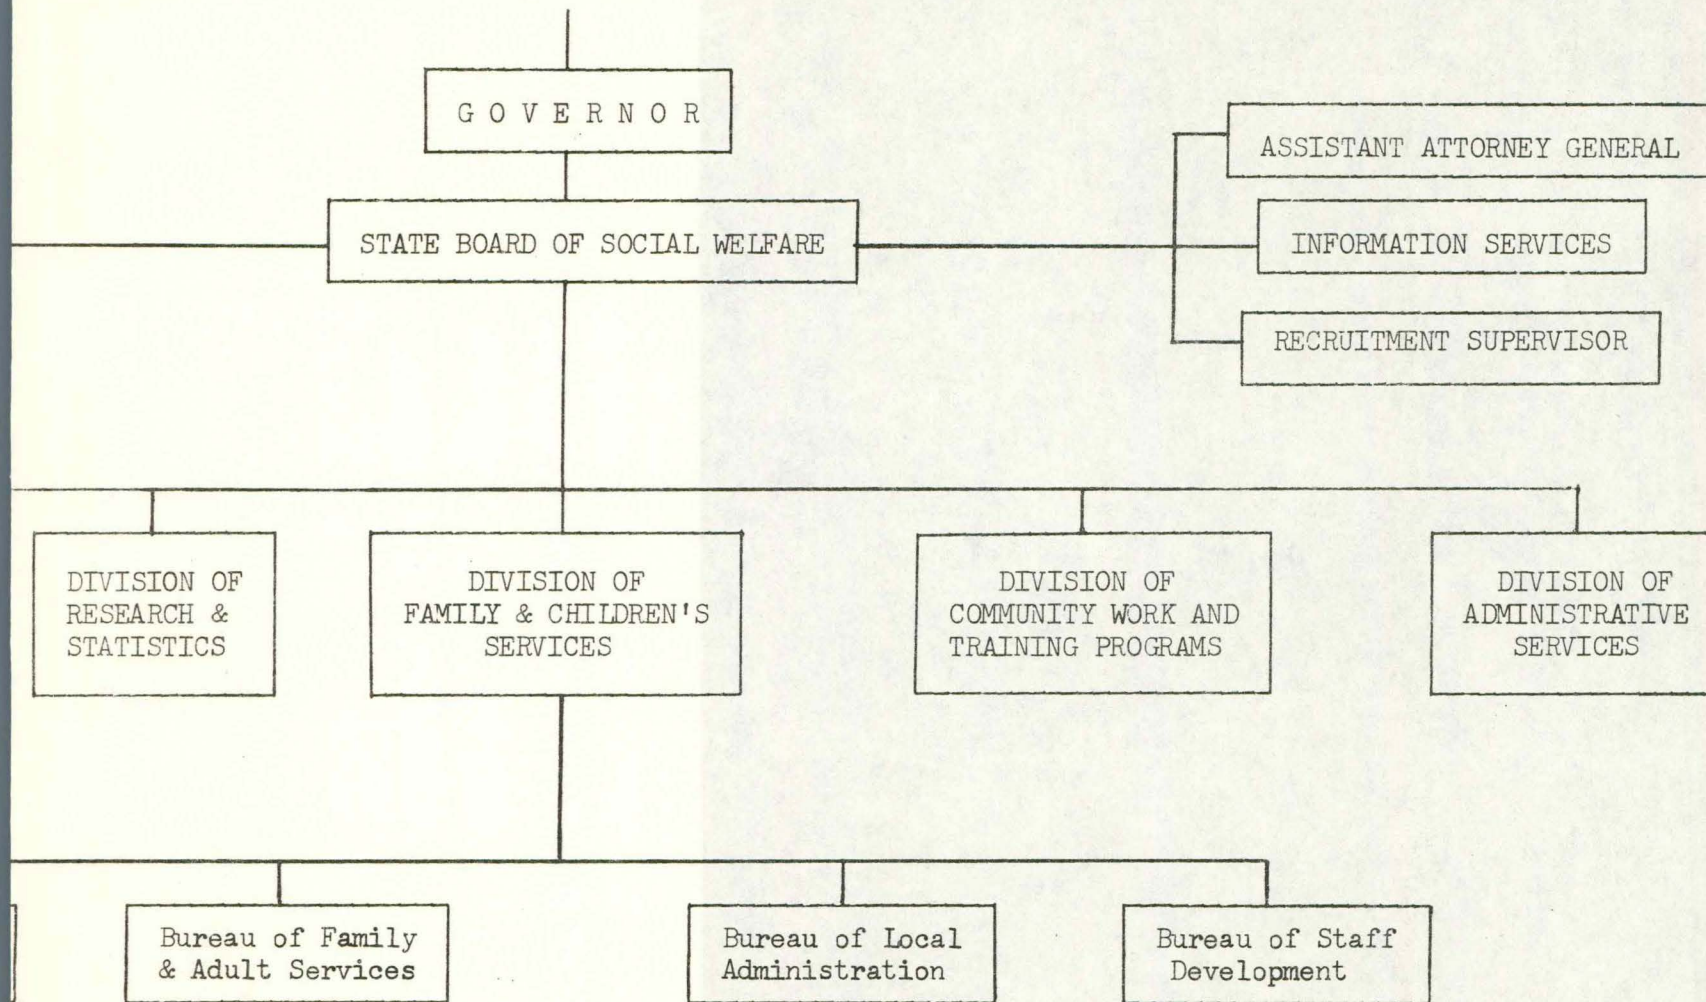 G O V E R N O R
ASSISTANT ATTORNEY GENERAL
STATE BOARD OF SOCIAL WELFARE
INFORMATION SERVICES
RECRUITMENT SUPERVISOR
DIVISION OF
RESEARCH &
STATISTICS
DIVISION OF
FAMILY & CHILDREN'S
SERVICES
DIVISION OF
COMMUNITY WORK AND
TRAINING PROGRAMS
DIVISION OF
ADMINISTRATIVE
SERVICES
Bureau of Family
& Adult Services
Bureau of Local
Administration
Bureau of Staff
Development